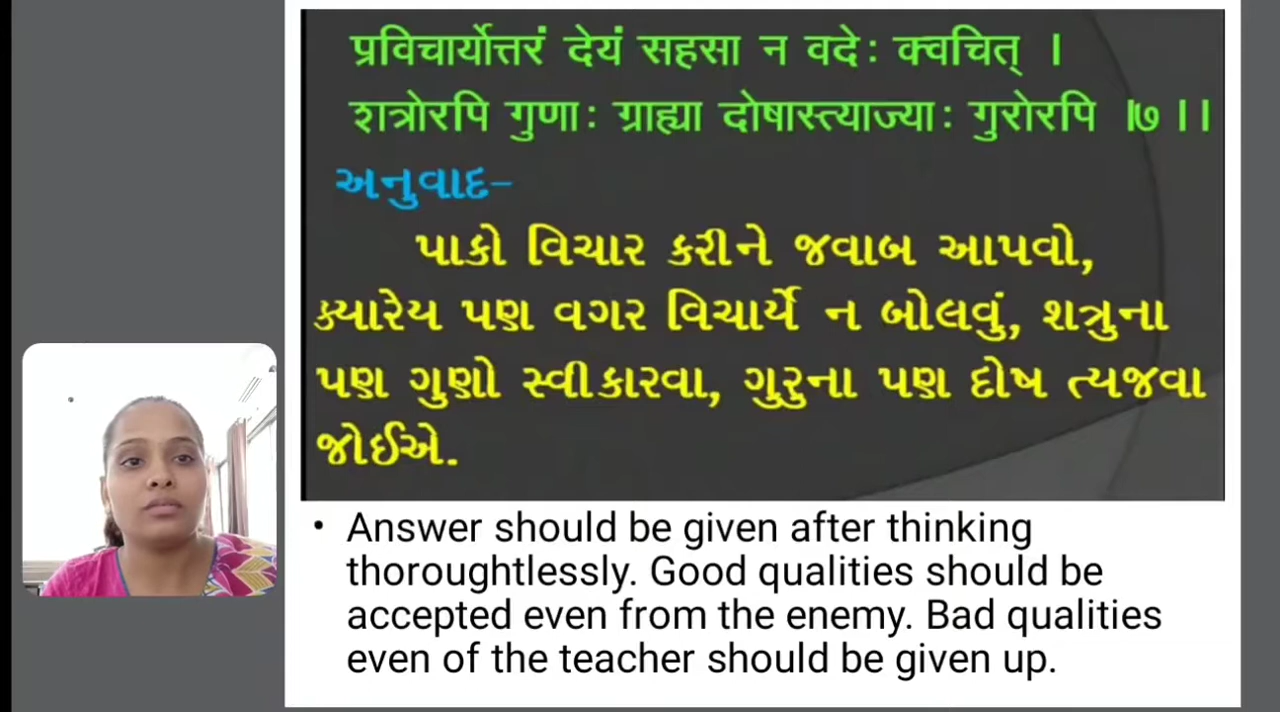 प्रविचार्योत्तरं देयं सहसा न वदेः क्वचित् ।
शत्रोरपि गुणाः ग्राह्या दोषास्त्याज्याः गुरोरपि ।७ ।।
અનુવાદ-
પાકો વિચાર કરીને જવાબ આપવો,
ક્યારેય પણ વગર વિચાર્યે ન બોલવું, શત્રુના
પણ ગુણો સ્વીકારવા, ગુરુના પણ દોષ ત્યજવા
જોઈએ.
• Answer should be given after thinking
thoroughtlessly. Good qualities should be
accepted even from the enemy. Bad qualities
even of the teacher should be given up.